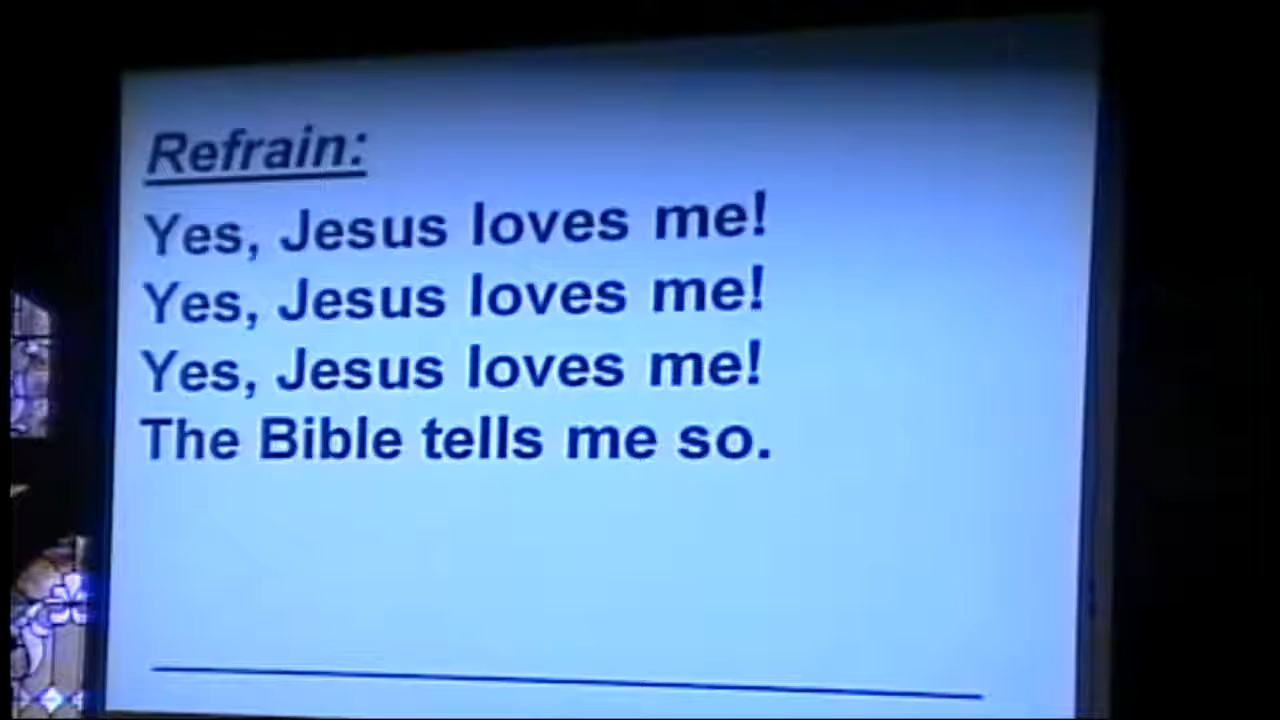 Refrain:
Yes, Jesus loves me!
Yes, Jesus loves me!
Yes, Jesus loves me!
The Bible tells me so.